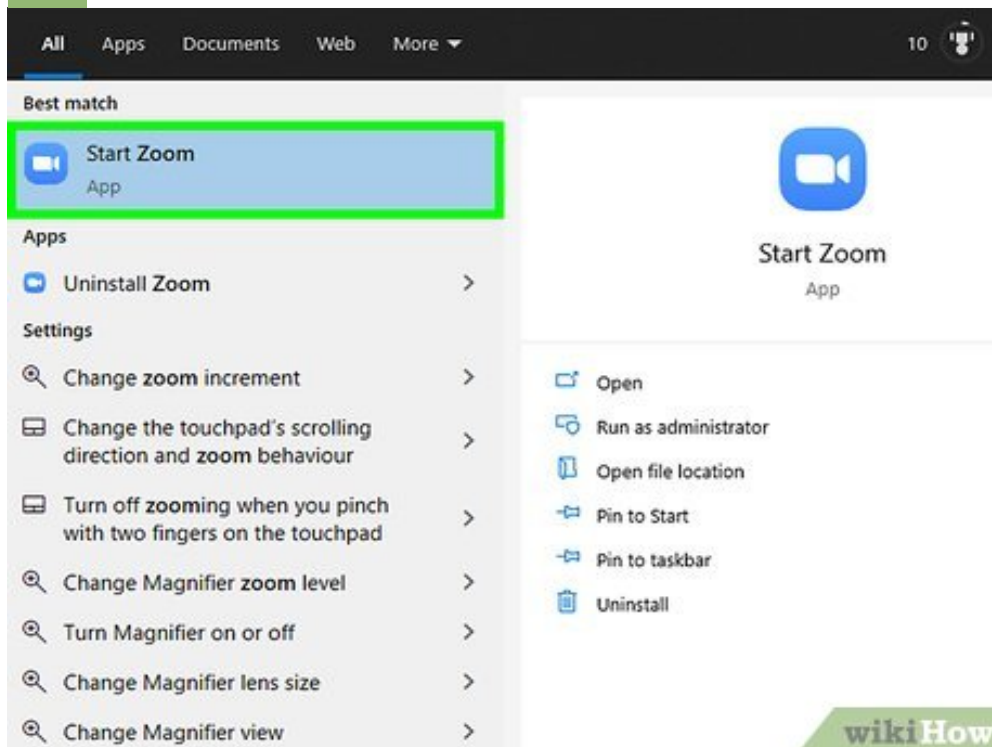 All Apps Documents Web More 10
Best match
Start Zoom
App
Apps
Uninstall Zoom
Settings
Change zoom increment
Change the touchpad's scrolling
direction and zoom behaviour
Turn off zooming when you pinch
with two fingers on the touchpad
Change Magnifier zoom level
Turn Magnifier on or off
Change Magnifier lens size
Change Magnifier view
Start Zoom
App
Open
Run as administrator
Open file location
Pin to Start
Pin to taskbar
Uninstall
wikiHow